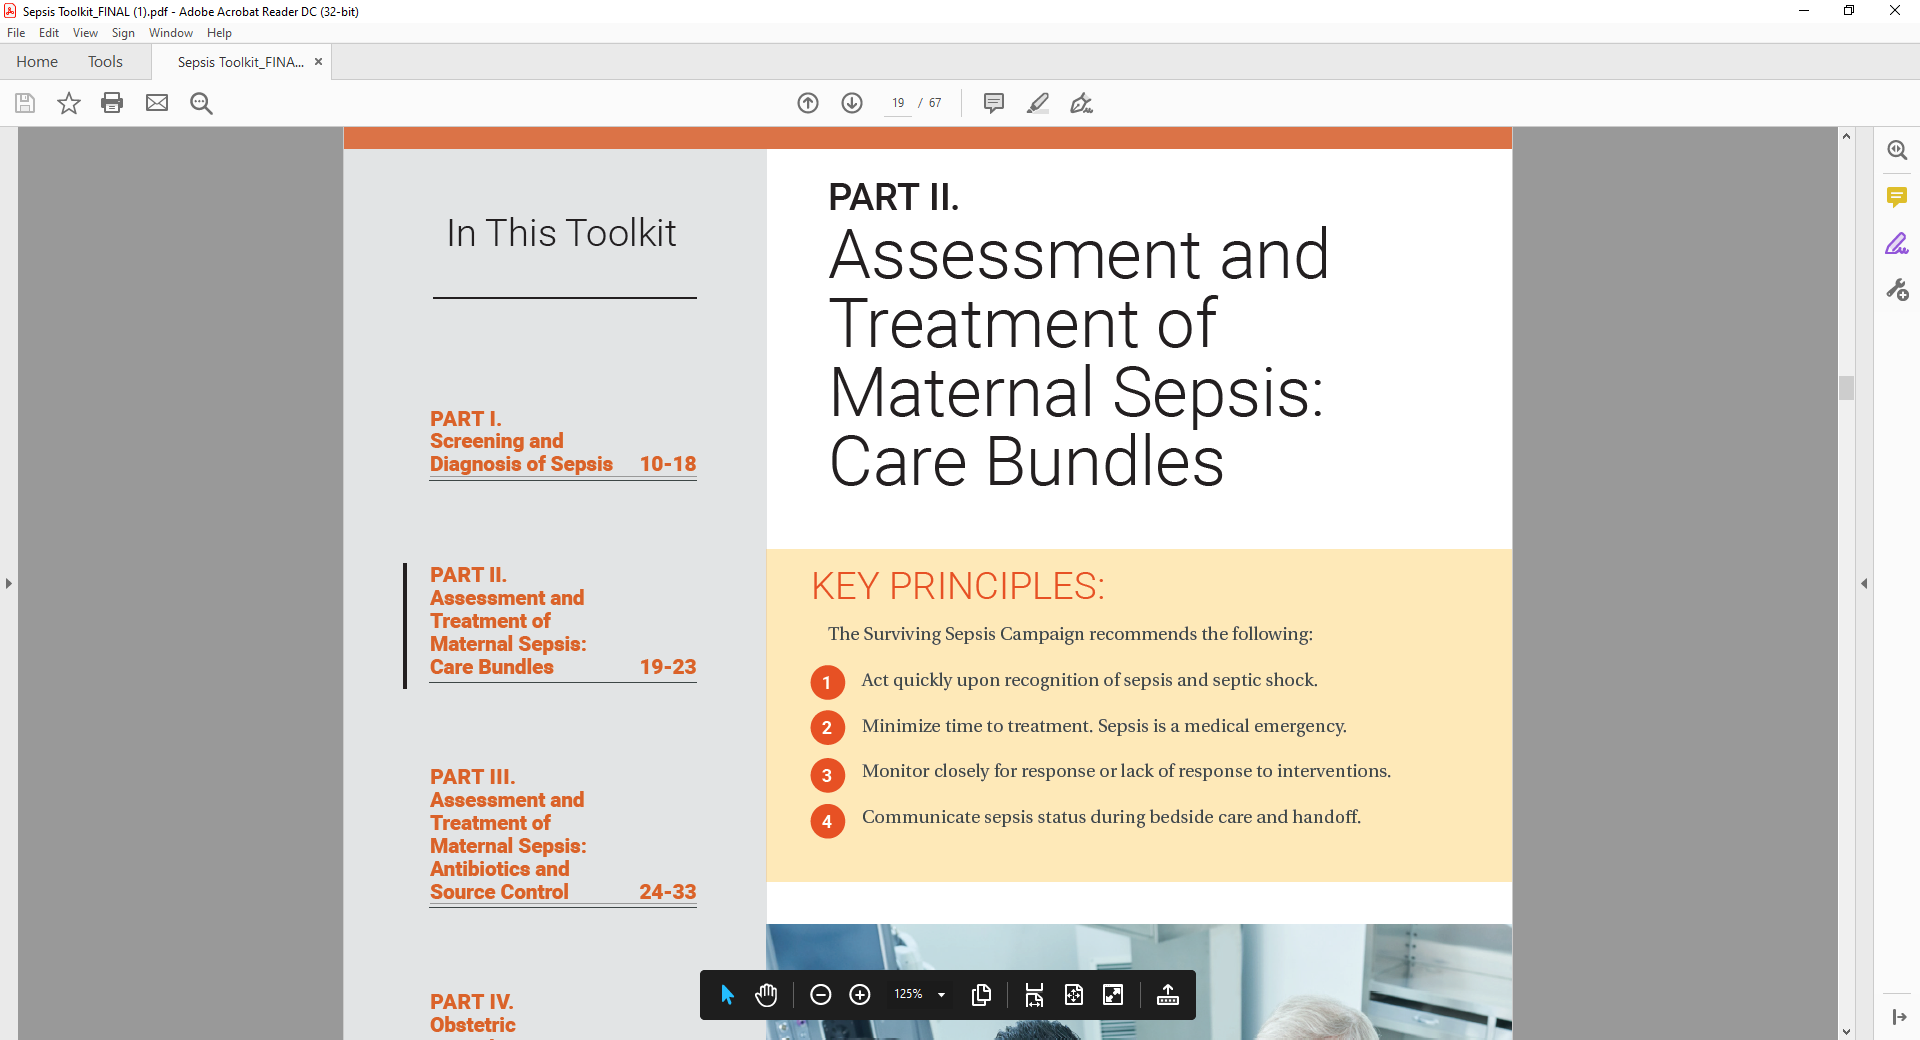 Sepsis Toolkit_FINAL (1).pdf - Adobe Acrobat Reader DC (32-bit)
File Edit View Sign Window Help
Home Tools Sepsis Toolkit_FINA...
19 / 67
In This Toolkit
PART I.
Screening and
Diagnosis of Sepsis 10-18
PART II.
Assessment and
Treatment of
Maternal Sepsis:
Care Bundles 19-23
PART III.
Assessment and
Treatment of
Maternal Sepsis:
Antibiotics and
Source Control 24-33
PART IV.
Obstetric
PART II.
Assessment and
Treatment of
Maternal Sepsis:
Care Bundles
KEY PRINCIPLES:
The Surviving Sepsis Campaign recommends the following:
1 Act quickly upon recognition of sepsis and septic shock.
2 Minimize time to treatment. Sepsis is a medical emergency.
3 Monitor closely for response or lack of response to interventions.
4 Communicate sepsis status during bedside care and handoff.
125%